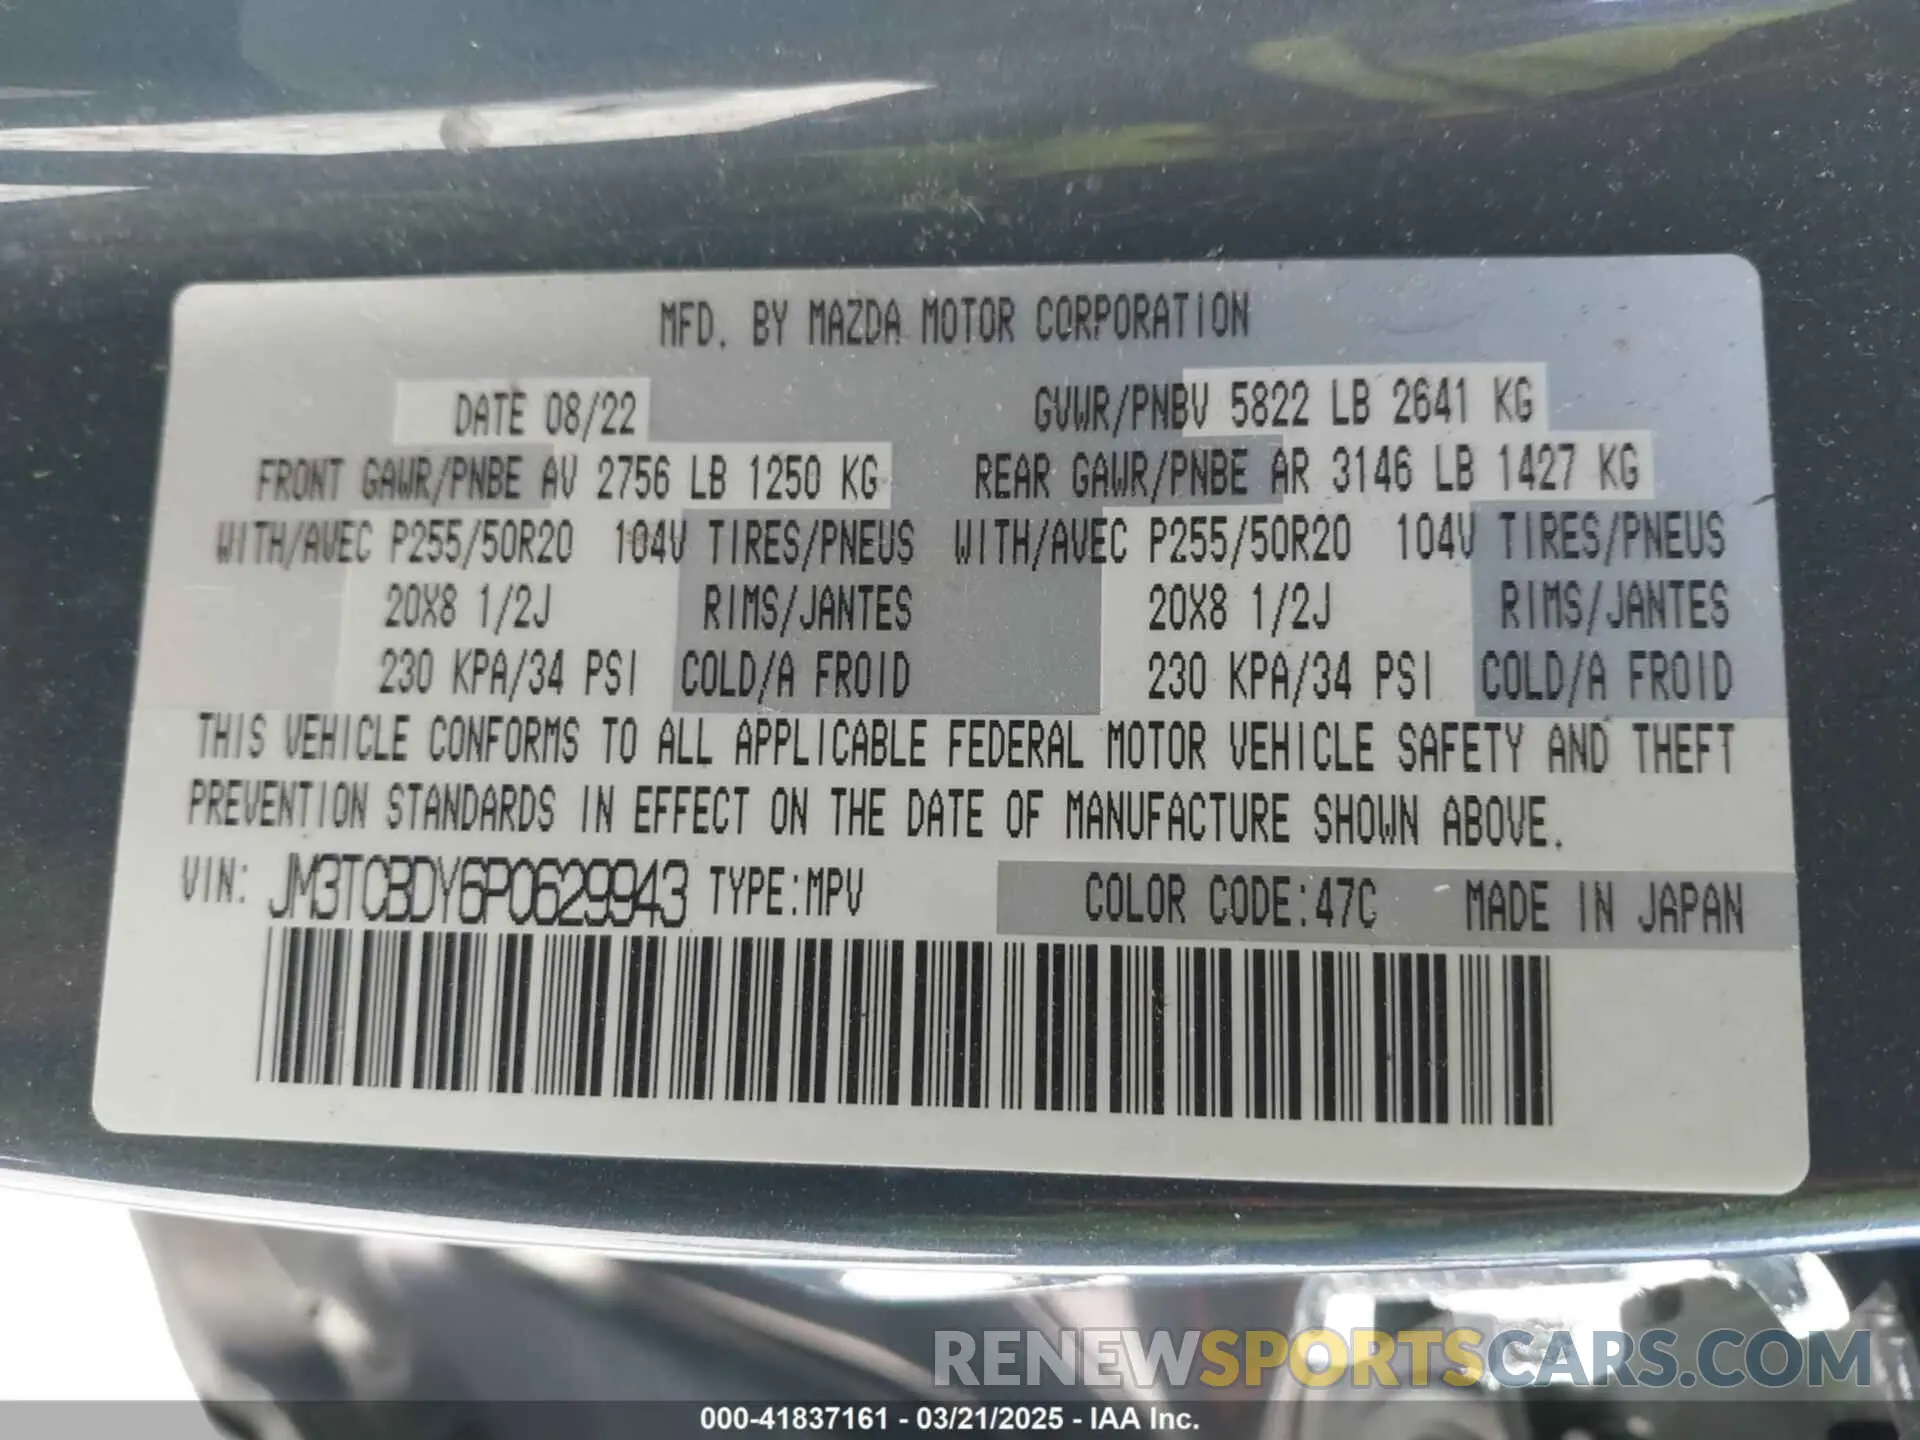 MFD. BY MAZDA MOTOR CORPORATION
DATE 08/22 GVWR/PNBV 5822 LB 2641 KG
FRONT GAWR/PNBE AV 2756 LB 1250 KG REAR GAWR/PNBE AR 3146 LB 1427 KG
WITH/AVEC P255/50R20 104V TIRES/PNEUS WITH/AVEC P255/50R20 104V TIRES/PNEUS
20X8 1/2J RIMS/JANTES 20X8 1/2J RIMS/JANTES
230 KPA/34 PSI COLD/A FROID 230 KPA/34 PSI COLD/A FROID
THIS VEHICLE CONFORMS TO ALL APPLICABLE FEDERAL MOTOR VEHICLE SAFETY AND THEFT
PREVENTION STANDARDS IN EFFECT ON THE DATE OF MANUFACTURE SHOWN ABOVE.
VIN: JM3TCBDY6P0629943 TYPE:MPV COLOR CODE:47C MADE IN JAPAN
RENEWSPORTSCARS.COM
000-41837161 - 03/21/2025 - IAA Inc.